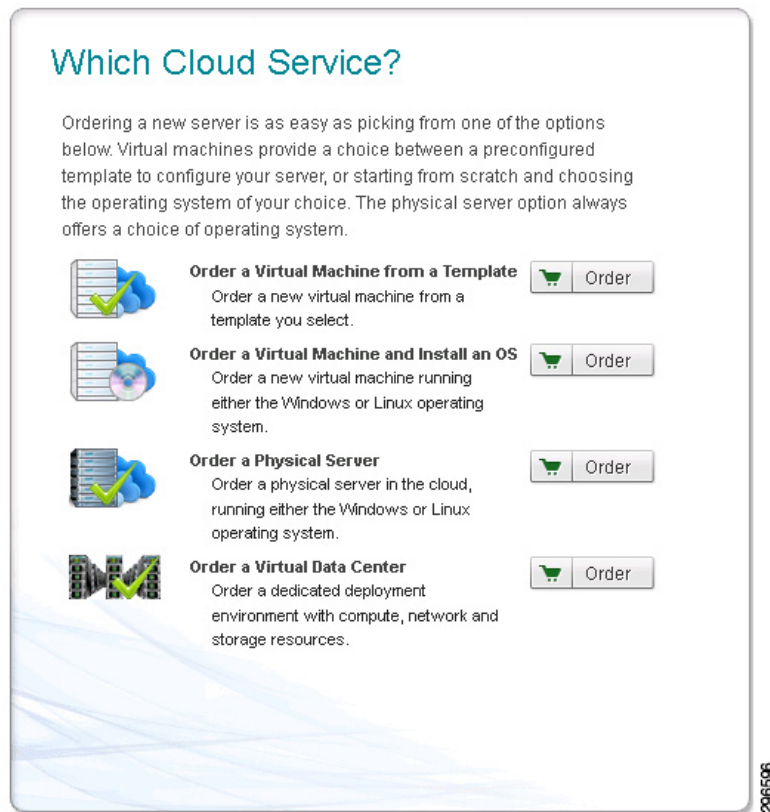 Which Cloud Service?
Ordering a new server is as easy as picking from one of the options
below. Virtual machines provide a choice between a preconfigured
template to configure your server, or starting from scratch and choosing
the operating system of your choice. The physical server option always
offers a choice of operating system.
Order a Virtual Machine from a Template
Order
Order a new virtual machine from a
template you select.
Order a Virtual Machine and Install an OS
Order
Order a new virtual machine running
either the Windows or Linux operating
system.
Order a Physical Server
Order
Order a physical server in the cloud,
running either the Windows or Linux
operating system.
Order a Virtual Data Center
Order
Order a dedicated deployment
environment with compute, network and
storage resources.
296596